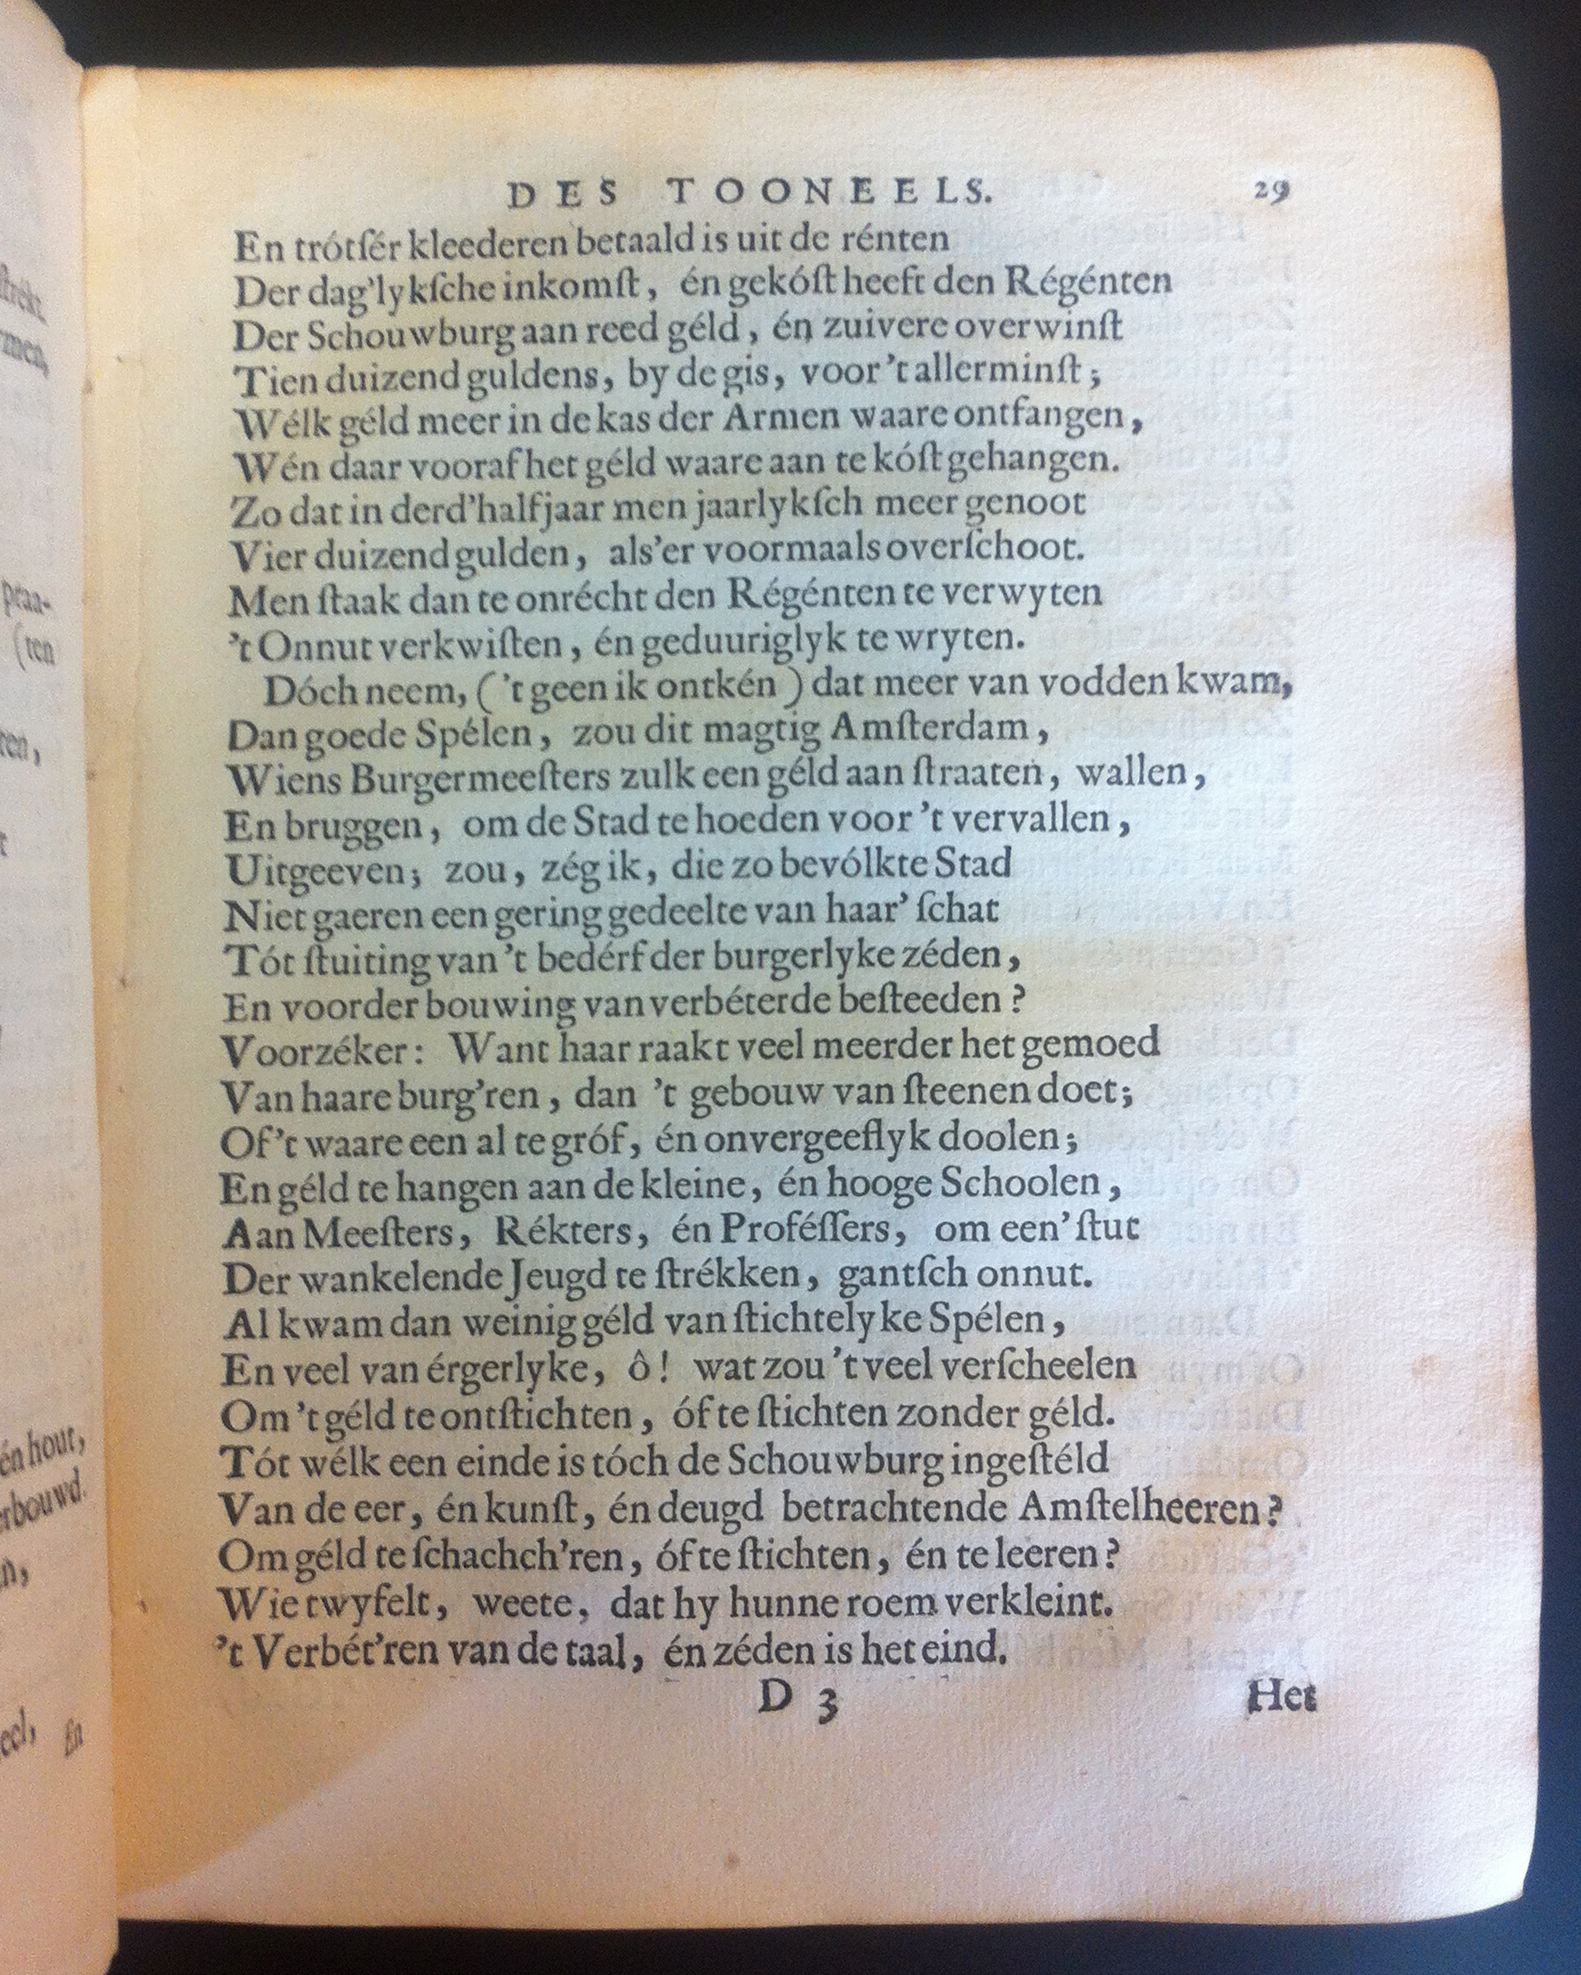 DES TOONEELS. 29
En trótſér kleederen betaald is uit de rénten
Der dag'lykſche inkomſt, én gekóſt heeft den Régénten
Der Schouwburg aan reed géld, én zuivere overwinſt
Tien duizend guldens, by de gis, voor 't allerminſt;
Wélk géld meer in de kas der Armen waare ontfangen,
Wén daar vooraf het géld waare aan te kóſt gehangen.
Zo dat in derd'half jaar men jaarlykſch meer genoot
Vier duizend gulden, als'er voormaals overſchoot.
Men ſtaak dan te onrécht den Régénten te verwyten
't Onnut verkwiſten, én geduuriglyk te wryten.
Dóch neem, ('t geen ik ontkén) dat meer van vodden kwam,
Dan goede Spélen, zou dit magtig Amſterdam,
Wiens Burgermeeſters zulk een géld aan ſtraaten, wallen,
En bruggen, om de Stad te hoeden voor 't vervallen,
Uitgeeven; zou, zég ik, die zo bevólkte Stad
Niet gaeren een gering gedeelte van haar' ſchat
Tót ſtuiting van 't bedérf der burgerlyke zéden,
En voorder bouwing van verbéterde beſteeden?
Voorzéker: Want haar raakt veel meerder het gemoed
Van haare burg'ren, dan 't gebouw van ſteenen doet;
Of 't waare een al te gróf, én onvergeeflyk doolen;
En géld te hangen aan de kleine, én hooge Schoolen,
Aan Meeſters, Rékters, én Proféſſers, om een' ſtut
Der wankelende Jeugd te ſtrékken, gantſch onnut.
Al kwam dan weinig géld van ſtichtelyke Spélen,
En veel van érgerlyke, ô! wat zou 't veel verſcheelen
Om 't géld te ontſtichten, óf te ſtichten zonder géld.
Tót wélk een einde is tóch de Schouwburg ingeſtéld
Van de eer, én kunſt, én deugd betrachtende Amſtelheeren?
Om géld te ſchachch'ren, óf te ſtichten, én te leeren?
Wie twyfelt, weete, dat hy hunne roem verkleint.
't Verbét'ren van de taal, én zéden is het eind.
D 3 Het